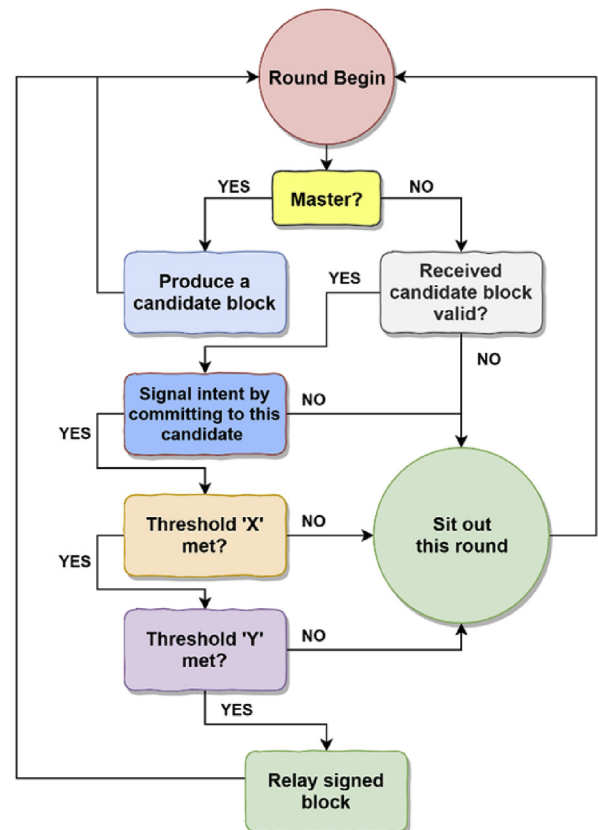 Round Begin
YES
Master?
NO
Produce a
candidate block
YES
Received
candidate block
valid?
NO
Signal intent by
committing to this
candidate
NO
YES
Threshold 'X'
met?
NO
Sit out
this round
YES
Threshold 'Y'
met?
NO
YES
Relay signed
block